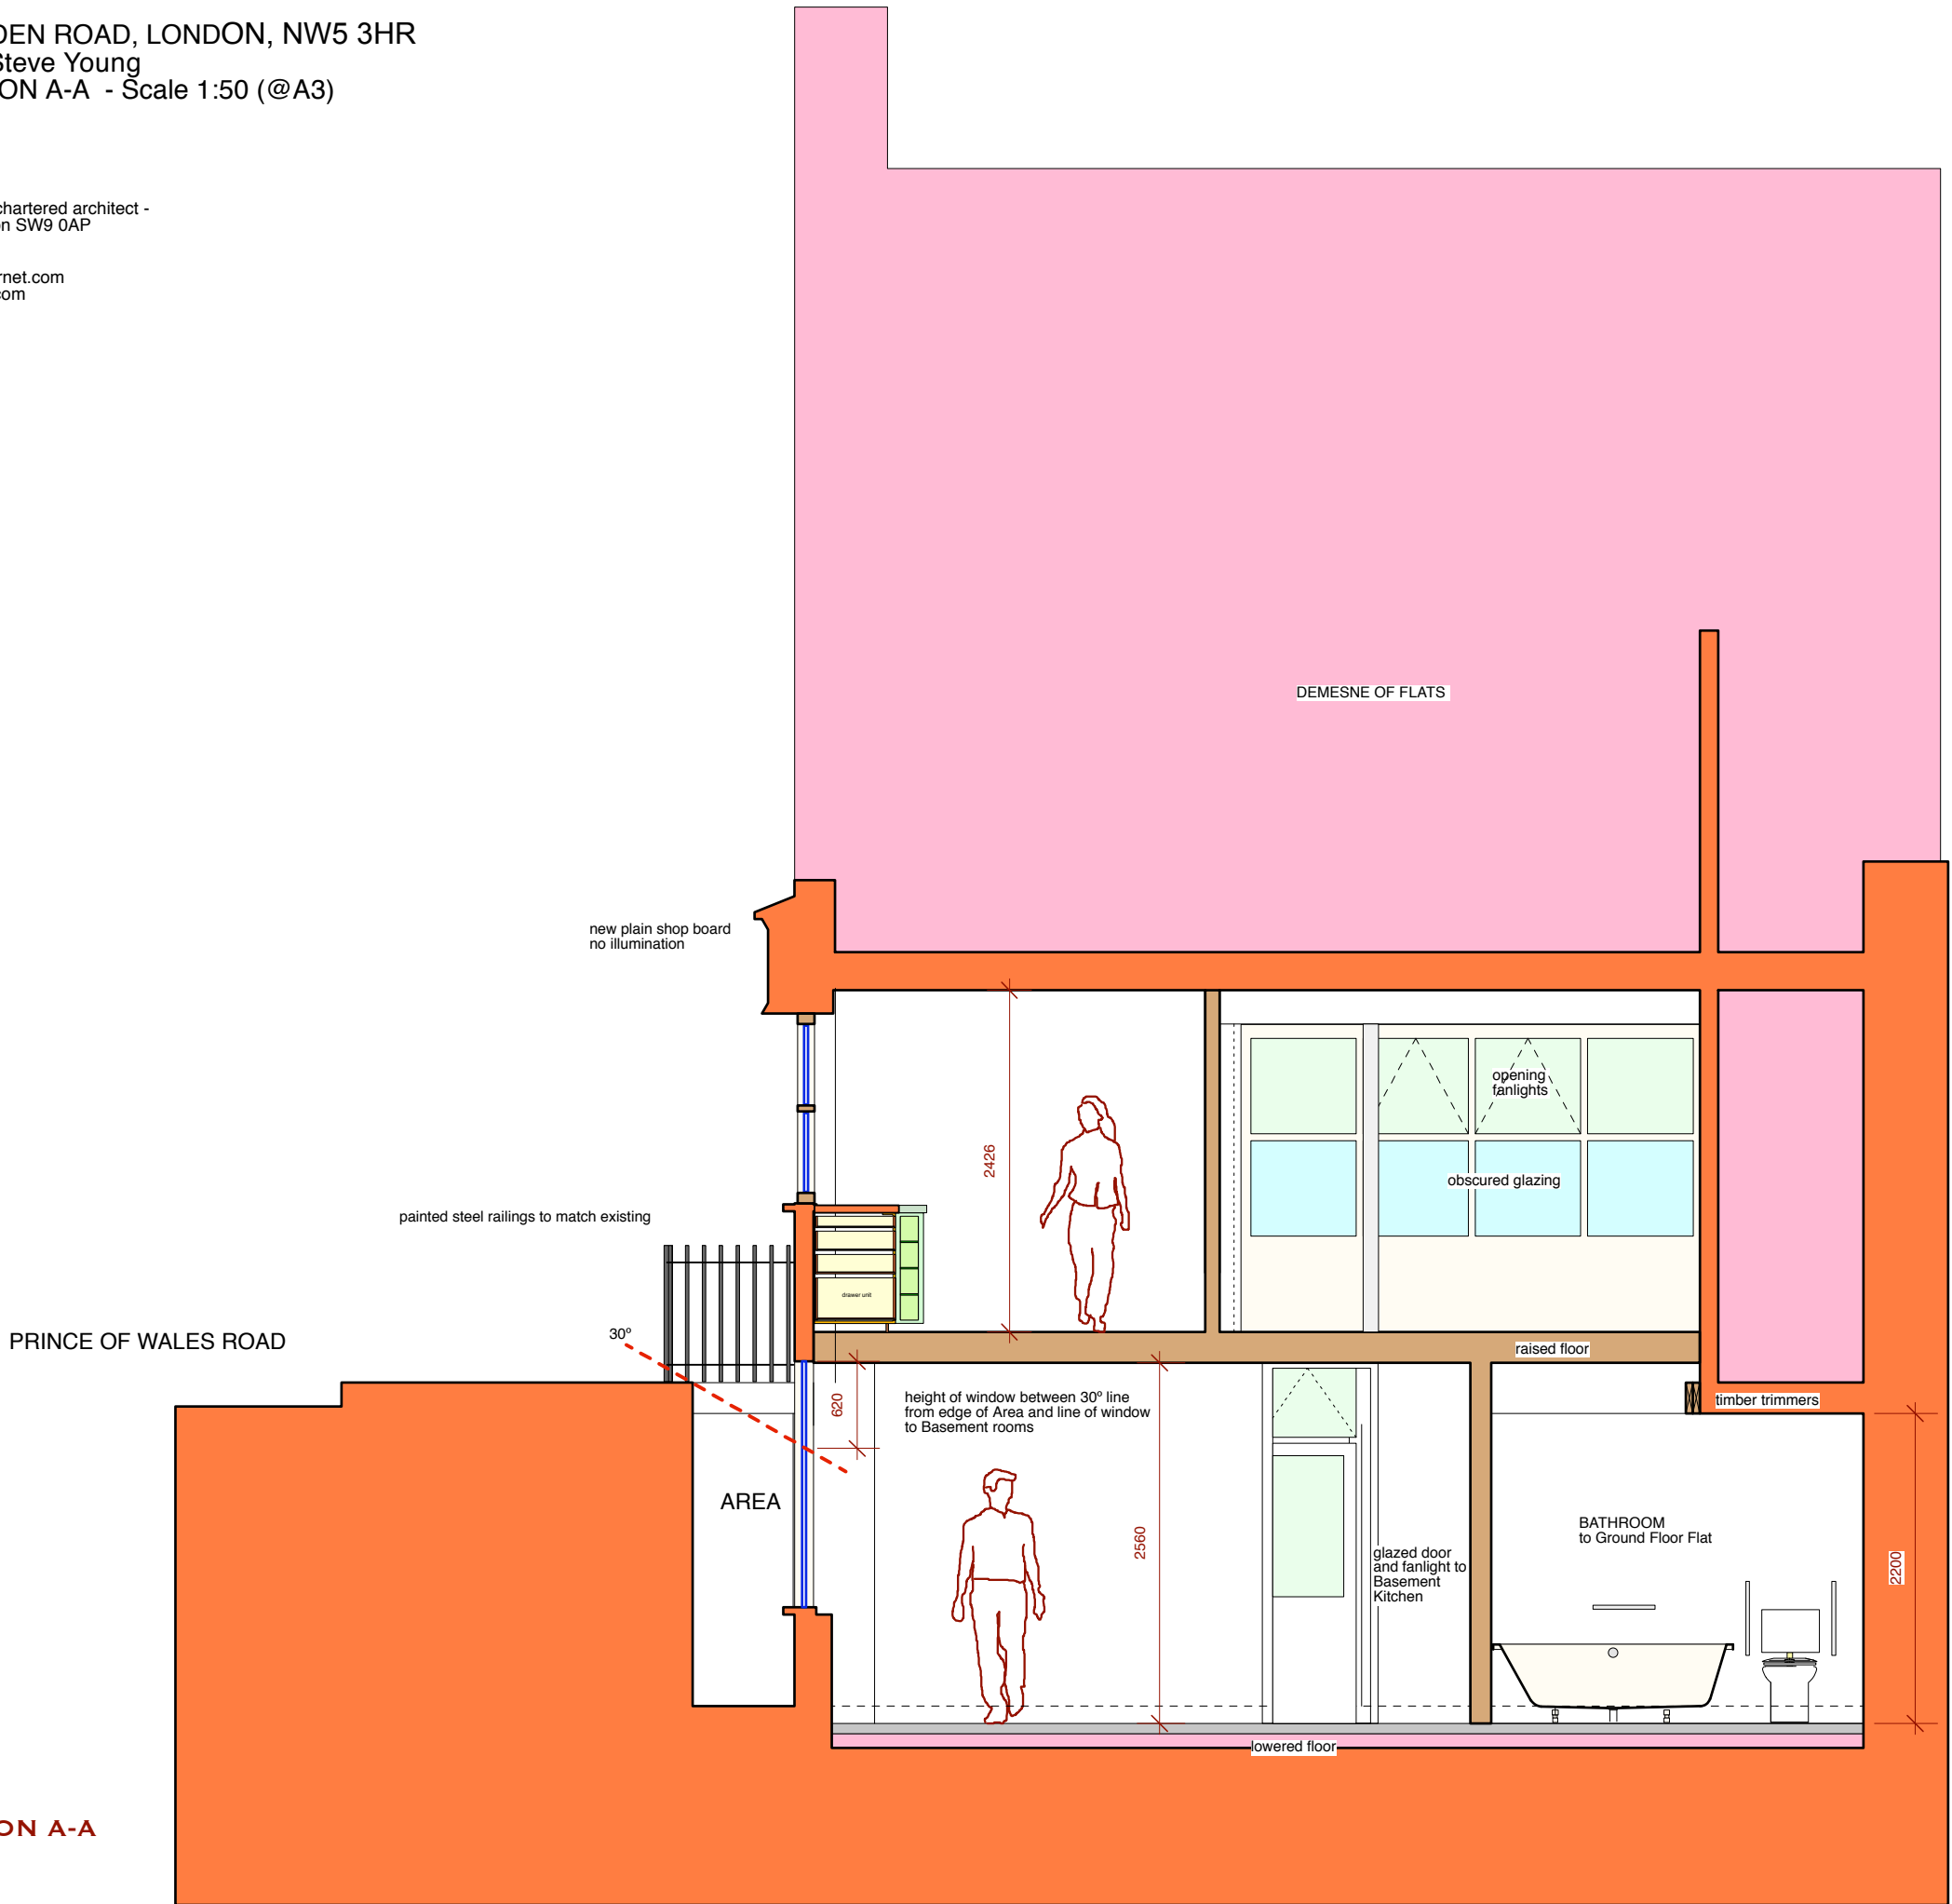 DEN ROAD, LONDON, NW5 3HR
Steve Young
ON A-A - Scale 1:50 (@A3)
chartered architect -
n SW9 0AP
rnet.com
com
DEMESNE OF FLATS
new plain shop board
no illumination
opening
fanlights
2426
obscured glazing
painted steel railings to match existing
drawer unit
PRINCE OF WALES ROAD
30º
raised floor
620
height of window between 30º line
from edge of Area and line of window
to Basement rooms
timber trimmers
AREA
2560
BATHROOM
to Ground Floor Flat
glazed door
and fanlight to
Basement
Kitchen
2200
lowered floor
ON A-A